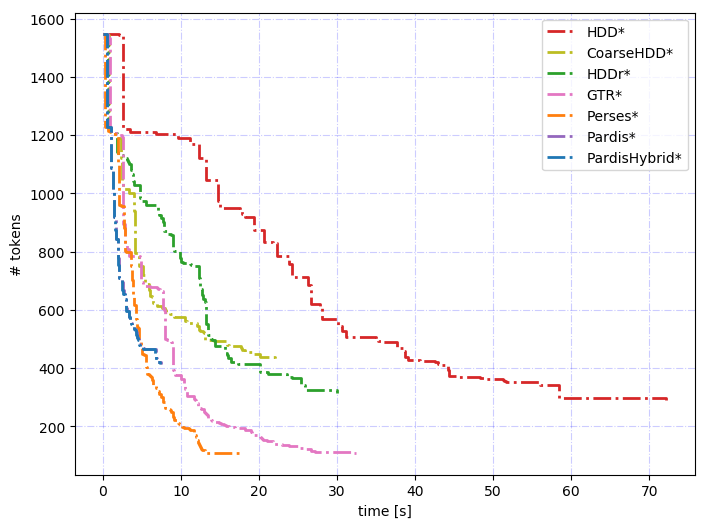 1600
1400
1200
1000
800
600
400
200
# tokens
0
10
20
30
40
50
60
70
time [s]
HDD*
CoarseHDD*
HDDr*
GTR*
Perses*
Pardis*
PardisHybrid*